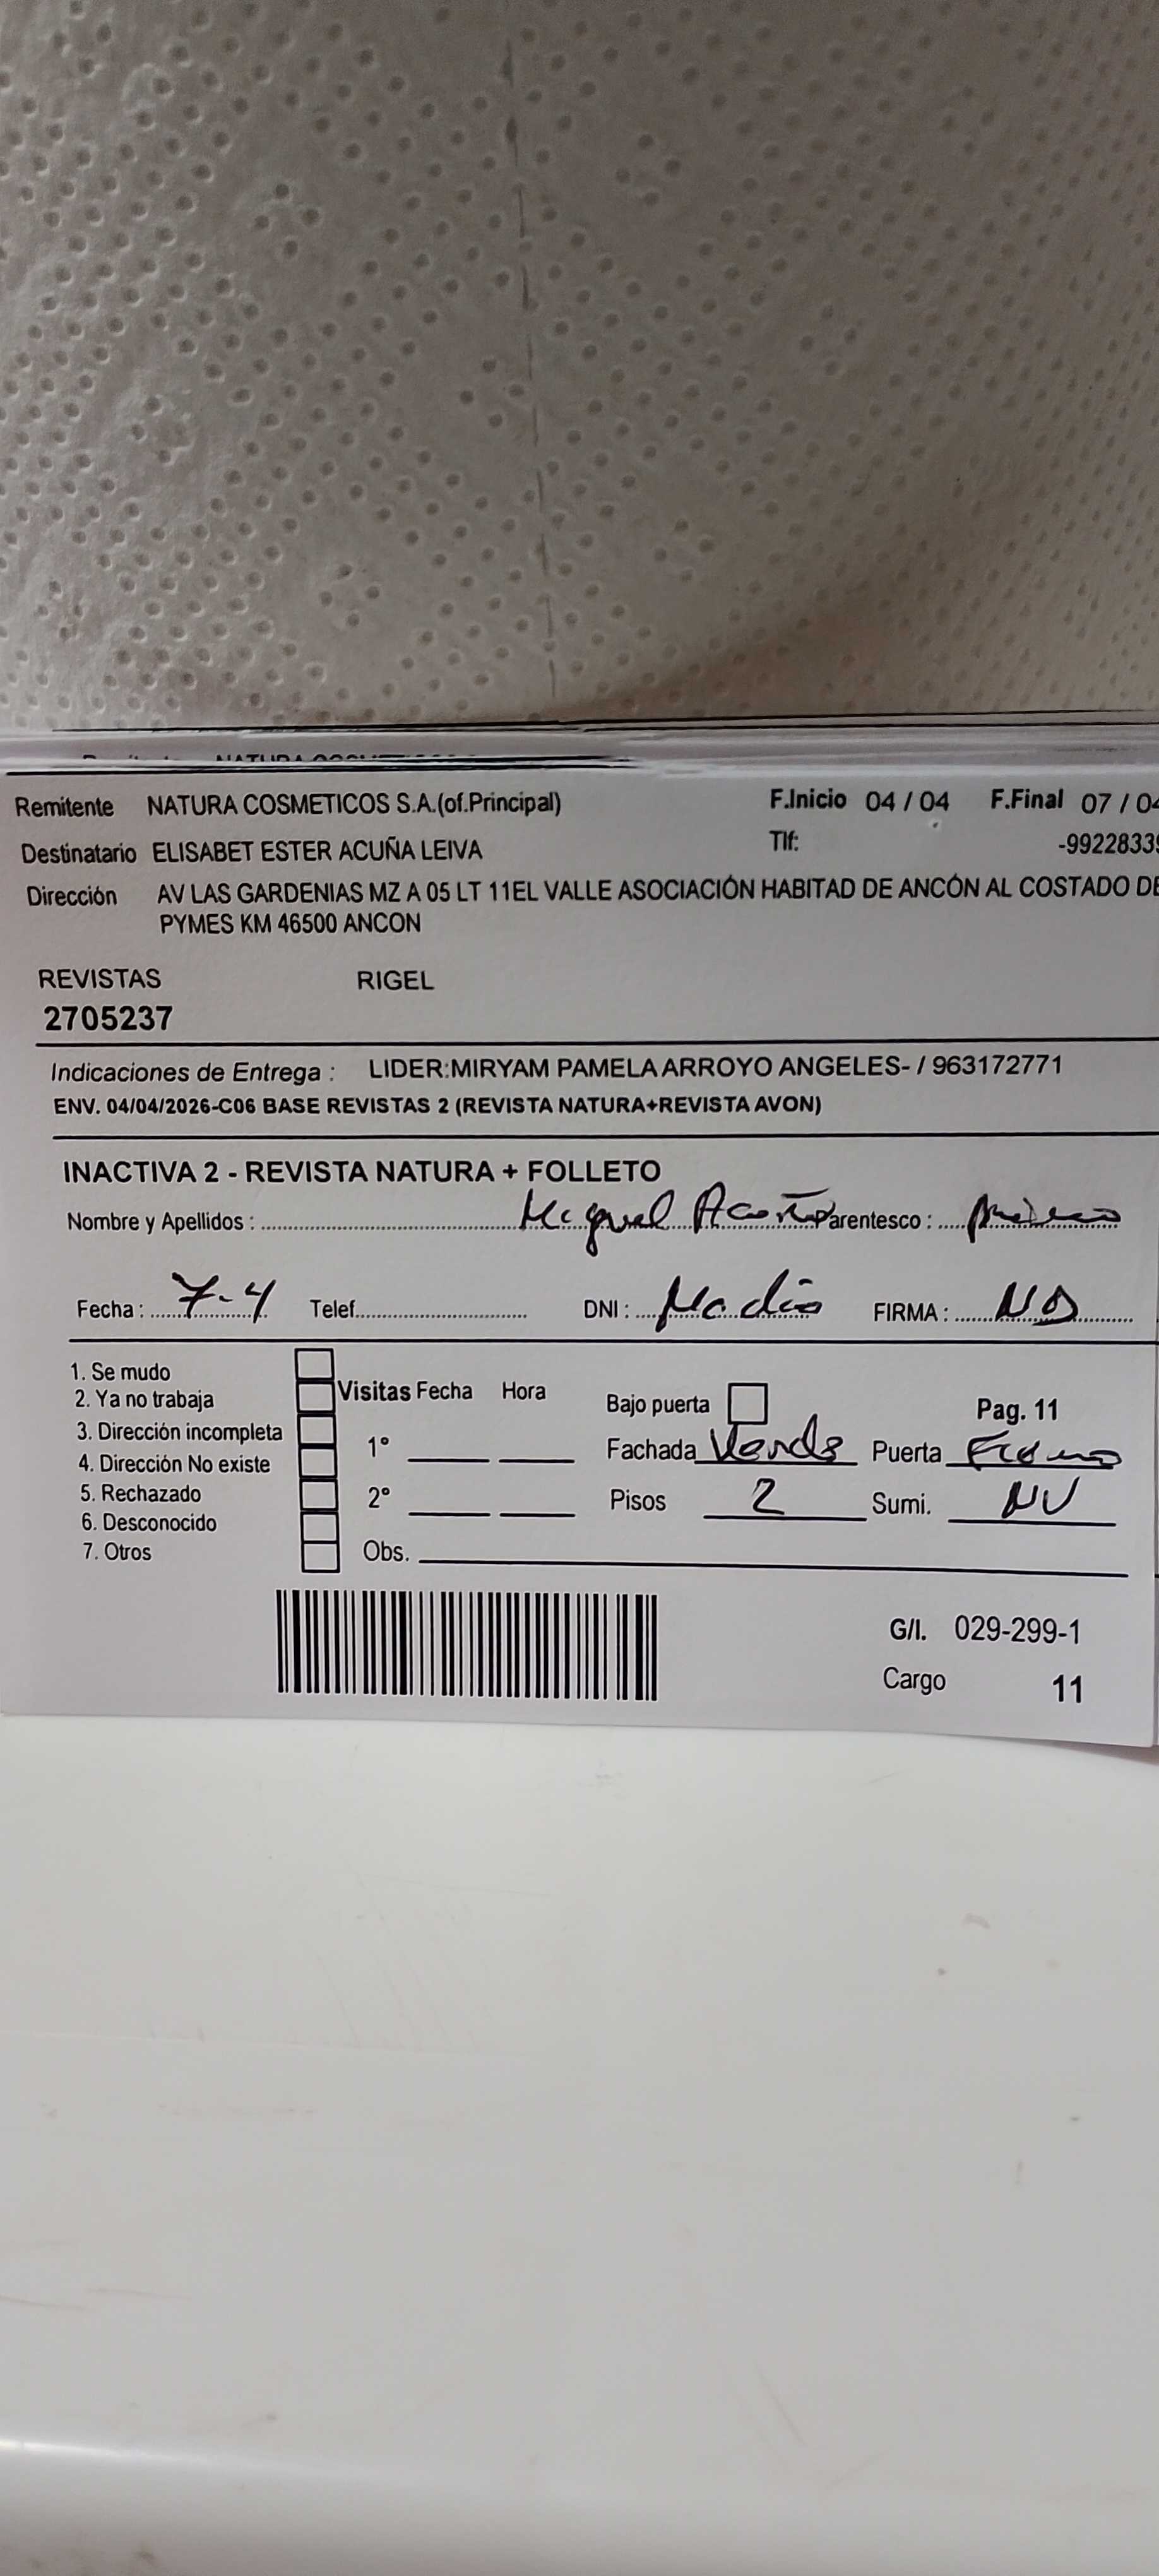 Remitente NATURA COSMETICOS S.A.(of.Principal) F.Inicio 04 / 04 F.Final 07 / 04
Destinatario ELISABET ESTER ACUÑA LEIVA Tlf: -9922833
Dirección AV LAS GARDENIAS MZ A 05 LT 11EL VALLE ASOCIACIÓN HABITAD DE ANCÓN AL COSTADO DE
PYMES KM 46500 ANCON
REVISTAS RIGEL
2705237
Indicaciones de Entrega : LIDER:MIRYAM PAMELA ARROYO ANGELES- / 963172771
ENV. 04/04/2026-C06 BASE REVISTAS 2 (REVISTA NATURA+REVISTA AVON)
INACTIVA 2 - REVISTA NATURA + FOLLETO
Nombre y Apellidos : Miguel Parentesco :
Fecha : 7-4 Telef. DNI : FIRMA :
1. Se mudo
2. Ya no trabaja Visitas Fecha Hora Bajo puerta Pag. 11
3. Dirección incompleta 1° Fachada Verde Puerta
4. Dirección No existe
5. Rechazado 2° Pisos 2 Sumi. NV
6. Desconocido
7. Otros Obs.
G/I. 029-299-1
Cargo 11